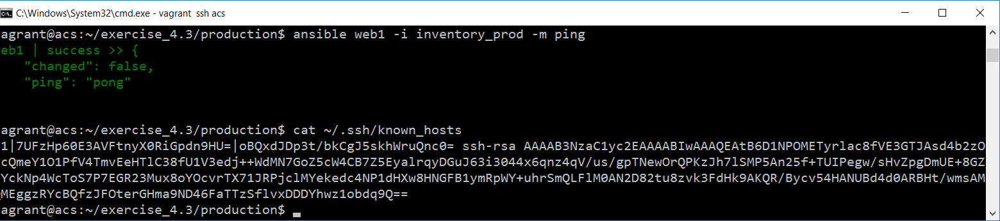 C:\Windows\System32\cmd.exe - vagrant  ssh acs
agrant@acs:~/exercise_4.3/production$ ansible web1 -i inventory_prod -m ping
eb1 | success >> {
"changed": false,
"ping": "pong"
agrant@acs:~/exercise_4.3/production$ cat ~/.ssh/known_hosts
1|7UFzHp60E3AVFtnyX0RiGpdn9HU=|oBQxdJDp3t/bkCgJ5skhWruQnc0= ssh-rsa AAAAB3NzaC1yc2EAAAABIwAAAQEAtB6D1NPOMETyrlac8fVE3GTJAsd4b2zO
cQmeY1O1PfV4TmvEeHTlC38fU1V3edj++WdMN7GoZ5cW4CB7Z5EyalrqyDGuJ63i3044x6qnz4qV/us/gpTNewOrQPKzJh7lSMP5An25f+TUIPegw/sHvZpgDmUE+8GZ
YckNp4WcToS7P7EGR23Mux8oYOcvrTX71JRPjclMYekedc4NP1dHXw8HNGFB1ymRpWY+uhrSmQLFlM0AN2D82tu8zvk3FdHk9AKQR/Bycv54HANUBd4d0ARBHt/wmsAM
MEggzRYcBQfzJFOterGHma9ND46FaTTzSflvxDDDYhwz1obdq9Q==
agrant@acs:~/exercise_4.3/production$